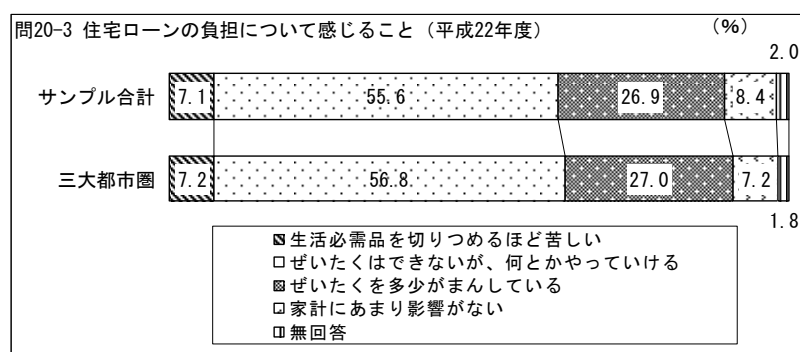 問20-3 住宅ローンの負担について感じること（平成22年度）
(%)
2.0
サンプル合計 7.1 55.6 26.9 8.4
三大都市圏 7.2 56.8 27.0 7.2
1.8
生活必需品を切りつめるほど苦しい
ぜいたくはできないが、何とかやっていける
ぜいたくを多少がまんしている
家計にあまり影響がない
無回答